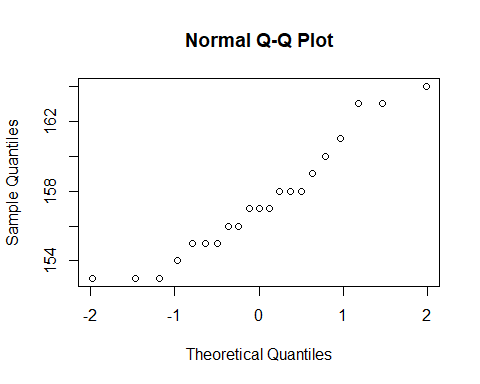 Normal Q-Q Plot
Sample Quantiles
162
158
154
-2 -1 0 1 2
Theoretical Quantiles